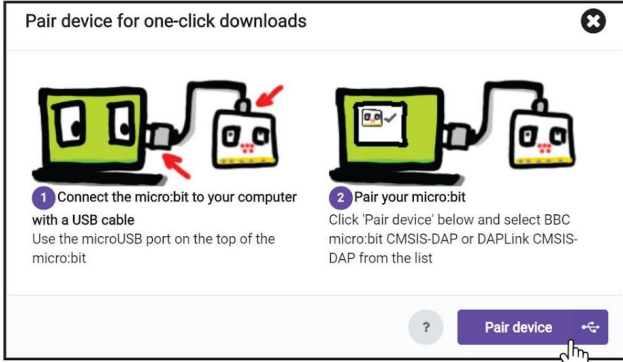 Pair device for one-click downloads
1 Connect the micro:bit to your computer
with a USB cable
Use the microUSB port on the top of the
micro:bit
2 Pair your micro:bit
Click 'Pair device' below and select BBC
micro:bit CMSIS-DAP or DAPLink CMSIS-
DAP from the list
?
Pair device